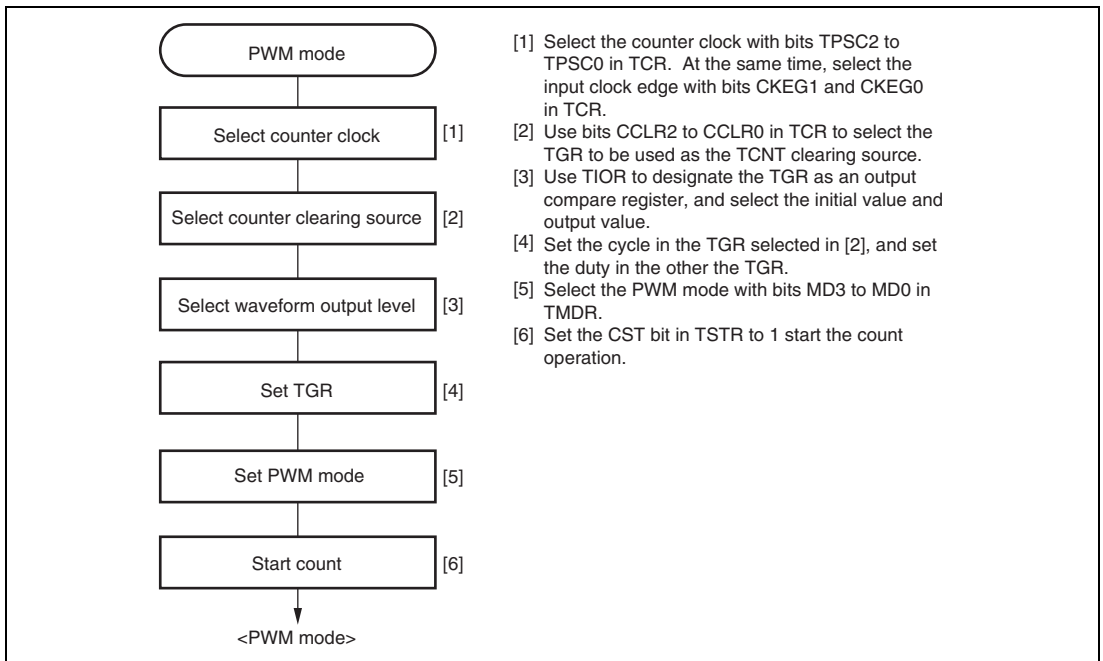 PWM mode
Select counter clock
[1]
Select counter clearing source
[2]
Select waveform output level
[3]
Set TGR
[4]
Set PWM mode
[5]
Start count
[6]
<PWM mode>
[1] Select the counter clock with bits TPSC2 to
TPSC0 in TCR. At the same time, select the
input clock edge with bits CKEG1 and CKEG0
in TCR.
[2] Use bits CCLR2 to CCLR0 in TCR to select the
TGR to be used as the TCNT clearing source.
[3] Use TIOR to designate the TGR as an output
compare register, and select the initial value and
output value.
[4] Set the cycle in the TGR selected in [2], and set
the duty in the other the TGR.
[5] Select the PWM mode with bits MD3 to MD0 in
TMDR.
[6] Set the CST bit in TSTR to 1 start the count
operation.